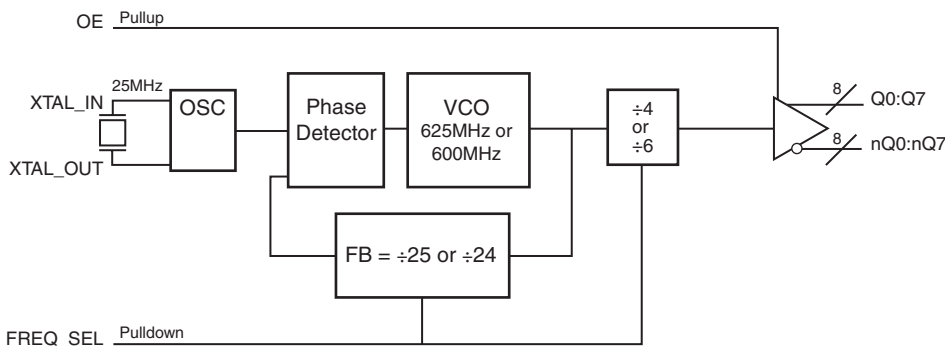 OE Pullup
25MHz
XTAL_IN
XTAL_OUT
OSC
Phase
Detector
VCO
625MHz or
600MHz
÷4
or
÷6
8
Q0:Q7
8
nQ0:nQ7
FB = ÷25 or ÷24
FREQ_SEL Pulldown